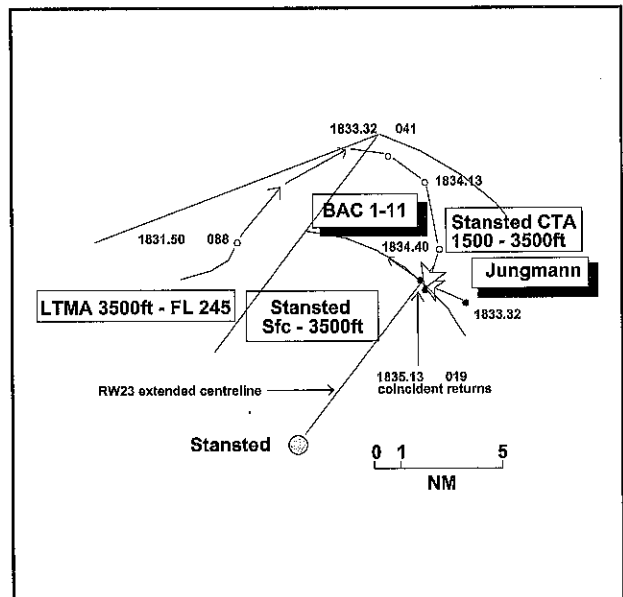 1833.32 041
1834.13
BAC 1-11
Stansted CTA
1500 - 3500ft
1831.50 088
1834.40
Jungmann
LTMA 3500ft - FL 245
Stansted
Sfc - 3500ft
1833.32
1835.13 019
coincident returns
RW23 extended centreline
Stansted
0 1 5
NM